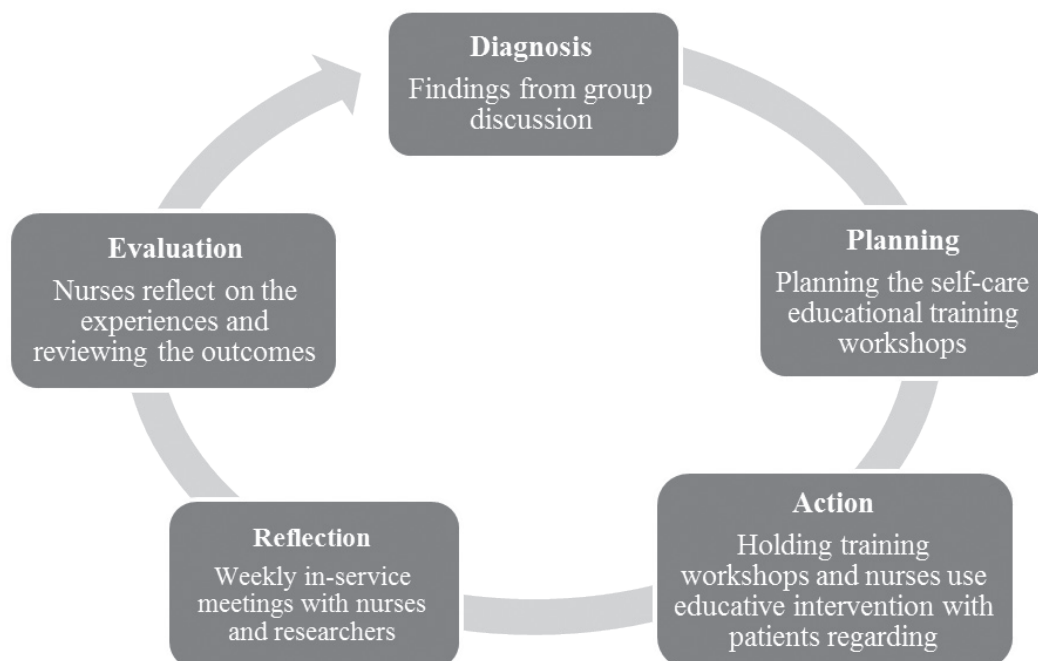 Diagnosis
Findings from group
discussion
Planning
Planning the self-care
educational training
workshops
Action
Holding training
workshops and nurses use
educative intervention with
patients regarding
Reflection
Weekly in-service
meetings with nurses
and researchers
Evaluation
Nurses reflect on the
experiences and
reviewing the outcomes